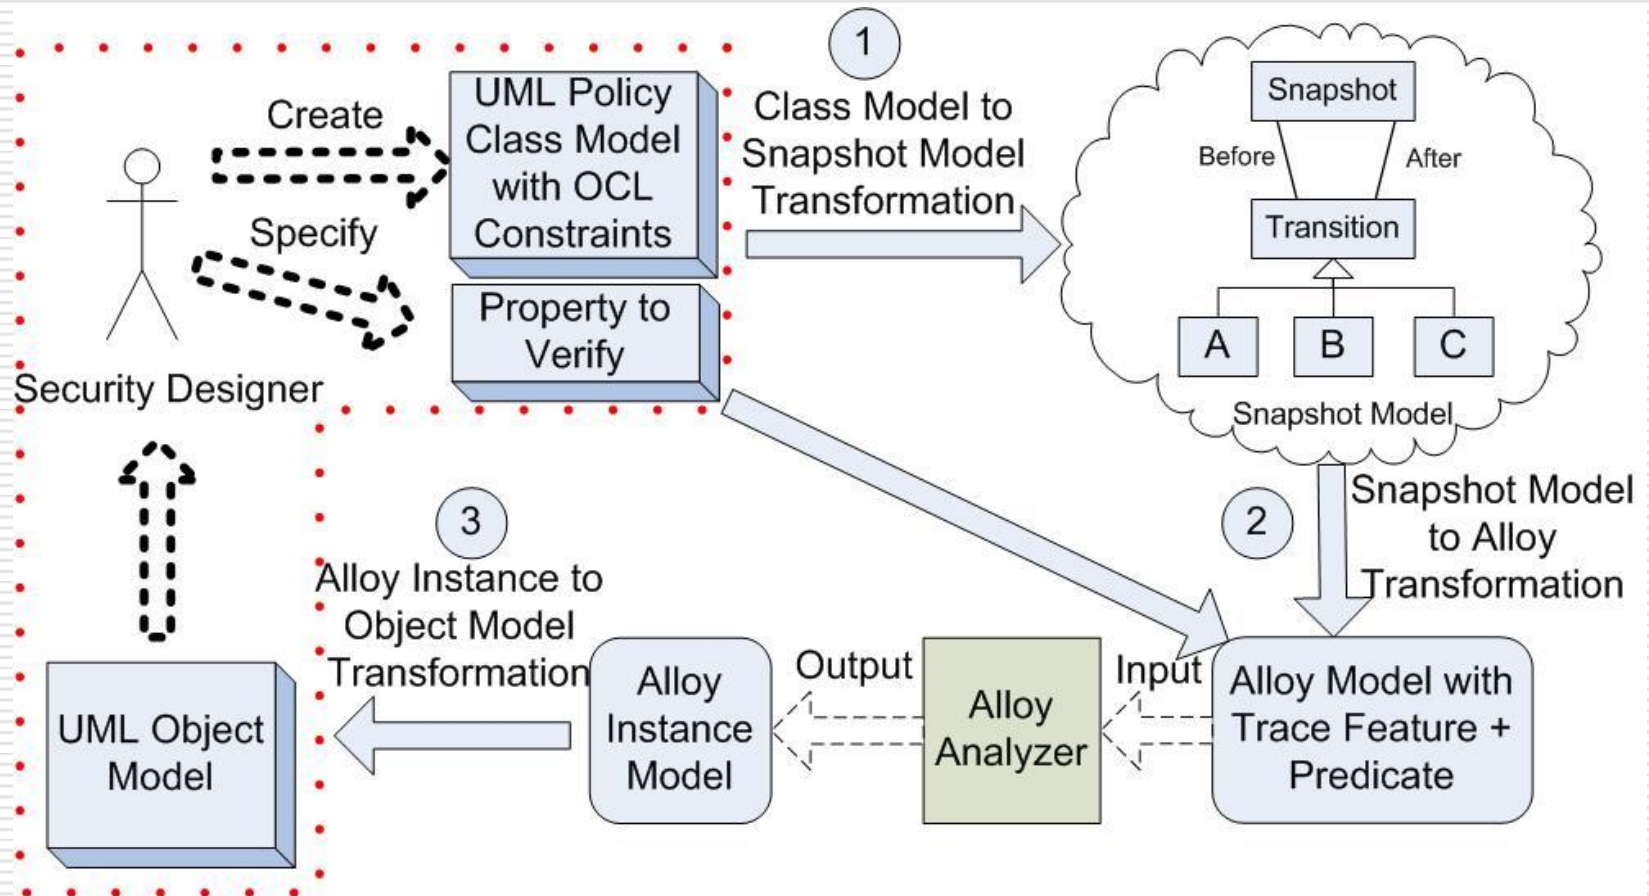 1
Create
UML Policy
Class Model
with OCL
Constraints
Class Model to
Snapshot Model
Transformation
Snapshot
Before
After
Transition
A
B
C
Snapshot Model
Specify
Property to
Verify
Security Designer
2
Snapshot Model
to Alloy
Transformation
3
Alloy Instance to
Object Model
Transformation
Output
Input
UML Object
Model
Alloy
Instance
Model
Alloy
Analyzer
Alloy Model with
Trace Feature +
Predicate